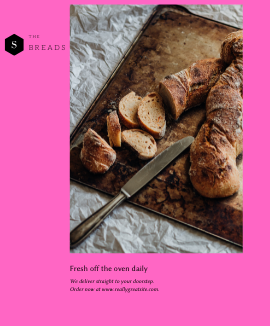 S
THE
BREADS
Fresh off the oven daily
We deliver straight to your doorstep.
Order now at www.reallygreatsite.com